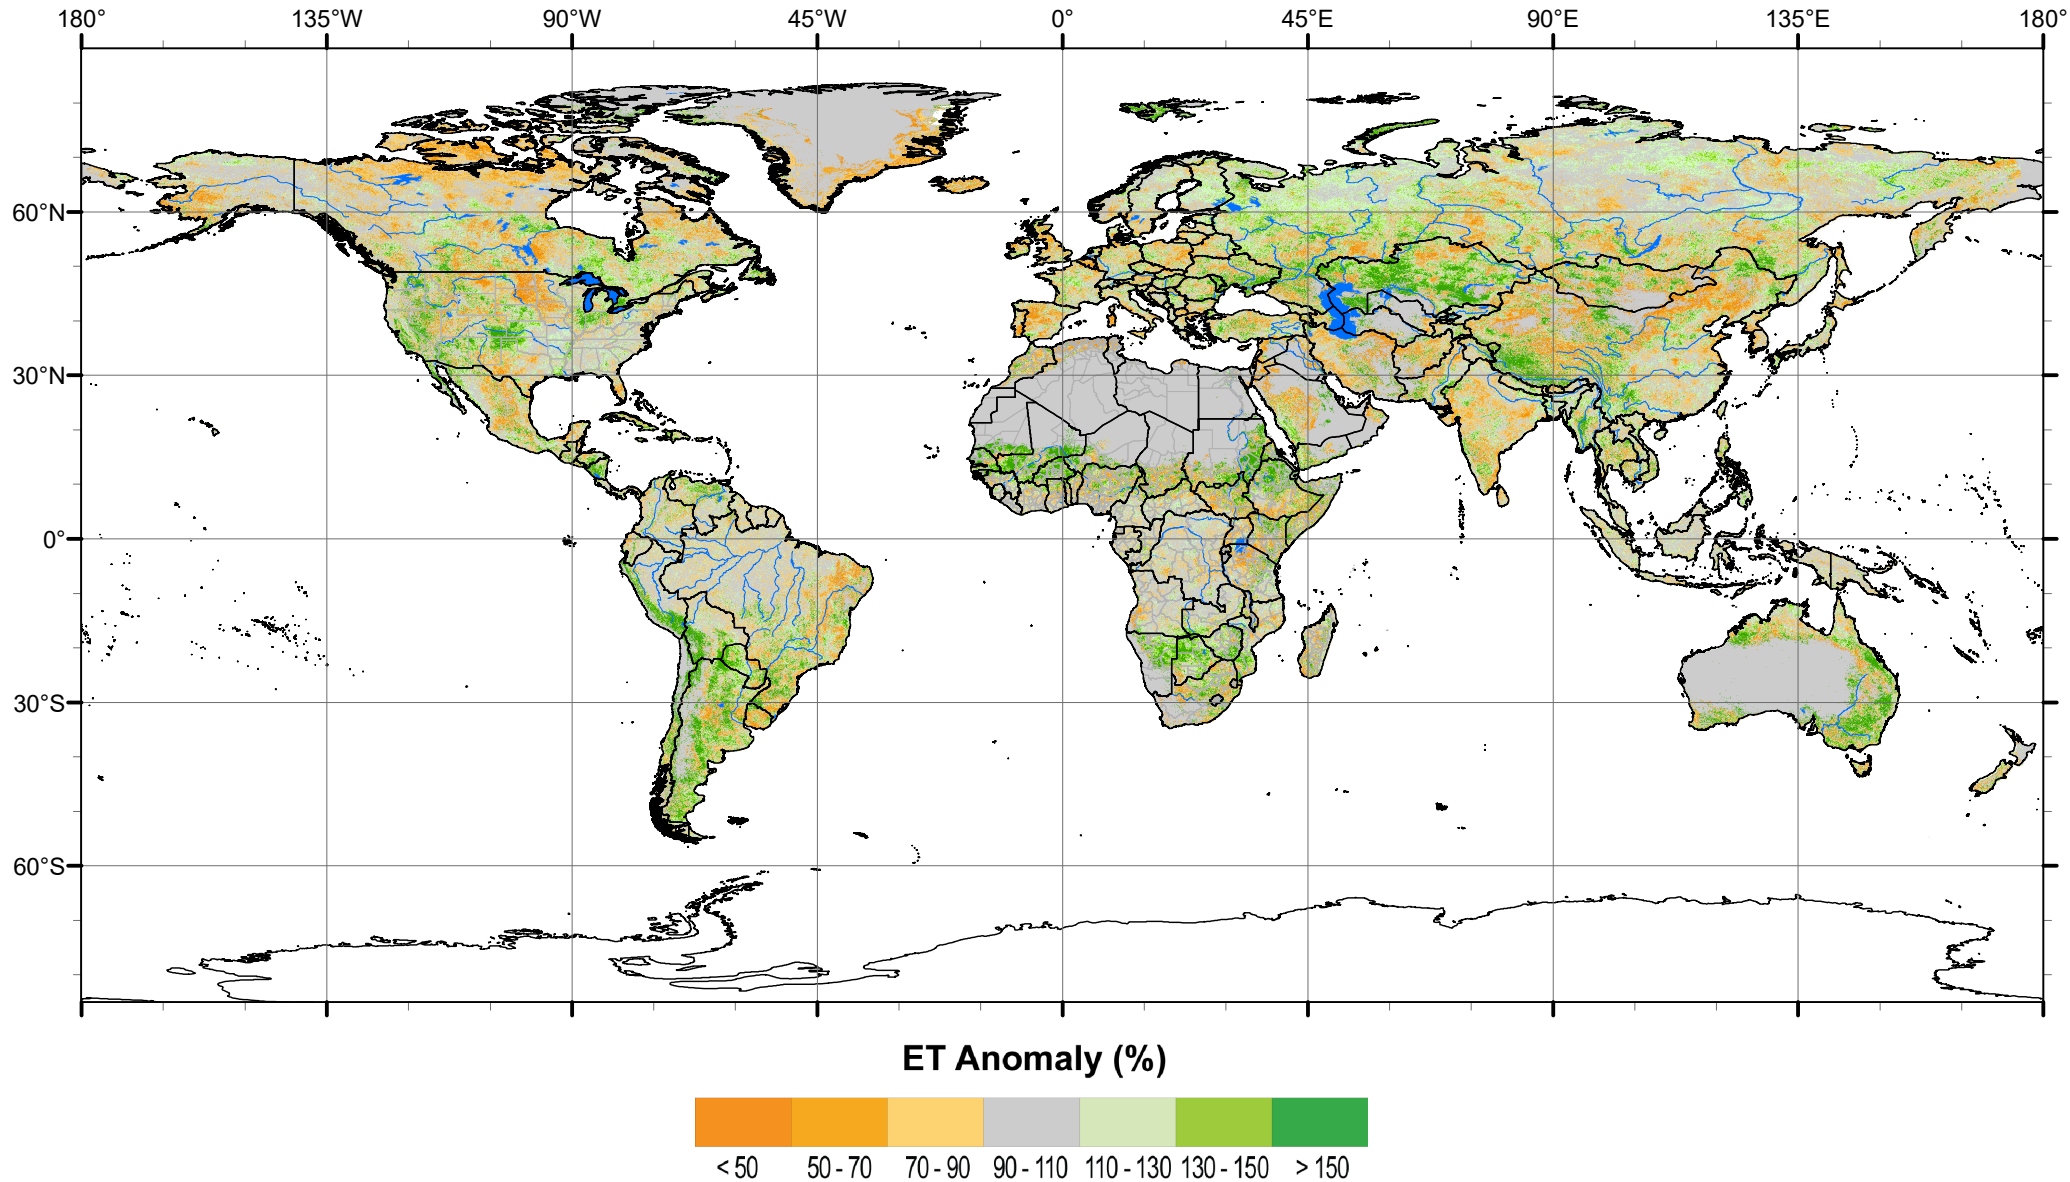 180° 135°W 90°W 45°W 0° 45°E 90°E 135°E 180°
60°N
30°N
0°
30°S
60°S
ET Anomaly (%)
< 50 50 - 70 70 - 90 90 - 110 110 - 130 130 - 150 > 150